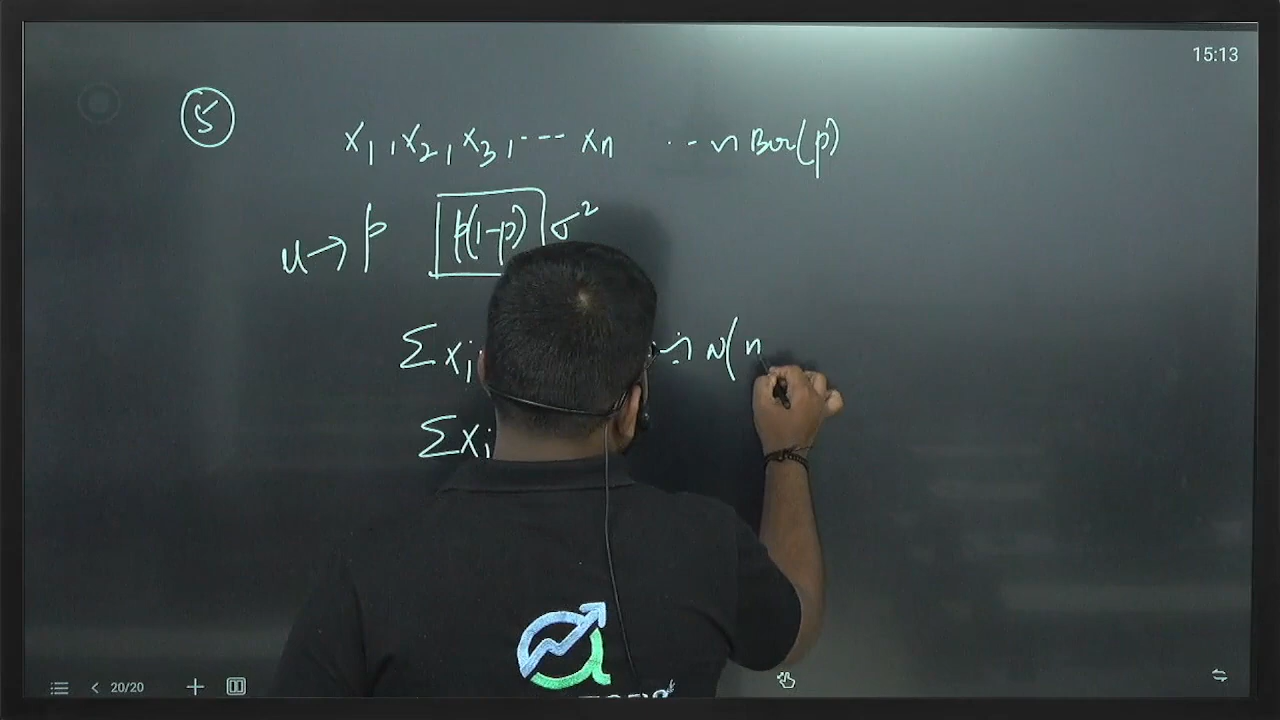 15:13
5
x1, x2, x3, ... xn ..~ Ber(p)
μ → p p(1-p) σ²
Σxi ~ N(n
Σxi
20/20